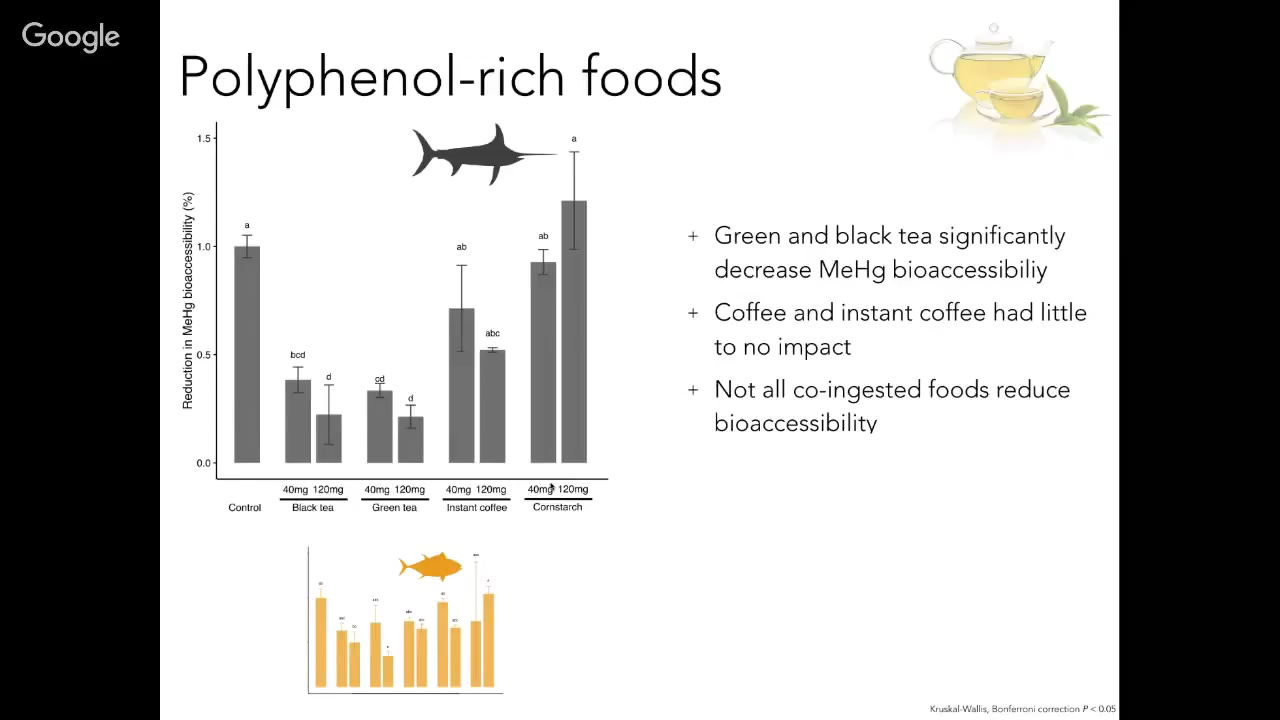 Google
Polyphenol-rich foods
Reduction in MeHg bioaccessibility (%)
1.5
1.0
0.5
0.0
a
bcd
d
cd
d
ab
abc
ab
a
40mg 120mg 40mg 120mg 40mg 120mg 40mg 120mg
Control Black tea Green tea Instant coffee Cornstarch
+ Green and black tea significantly
decrease MeHg bioaccessibiliy
+ Coffee and instant coffee had little
to no impact
+ Not all co-ingested foods reduce
bioaccessibility
Kruskal-Wallis, Bonferroni correction P < 0.05